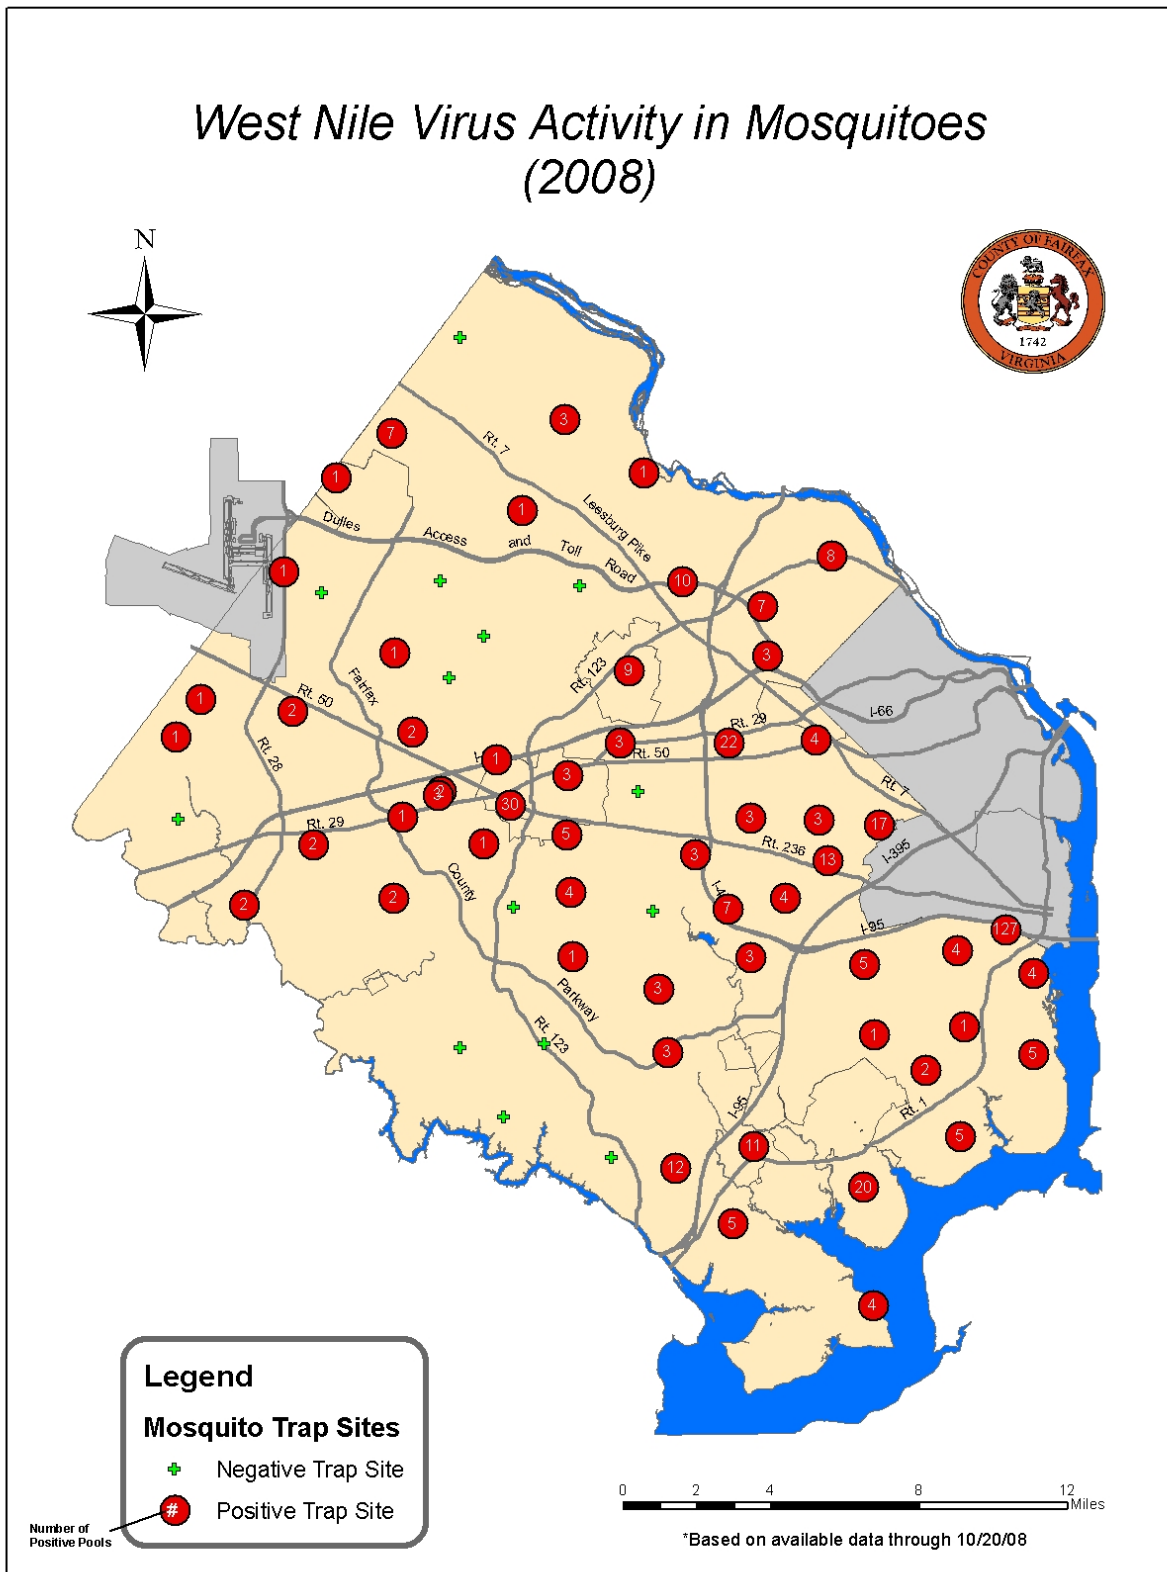 West Nile Virus Activity in Mosquitoes
(2008)
N
COUNTY OF FAIRFAX
1742
VIRGINIA
3
7
Rt. 7
1
1
1
Leesburg Pike
Dulles
Access
and
Toll
Road
8
1
10
7
1
3
Rt. 123
9
Fairfax
1
Rt. 50
2
I-66
1
2
Rt. 29
22
4
3
Rt. 50
1
Rt. 28
I-
1
3
Rt. 7
2
3
30
1
3
3
17
Rt. 29
5
2
1
Rt. 236
3
13
I-395
County
4
2
4
2
I-4
7
I-95
127
4
1
3
5
4
Parkway
3
1
1
Rt. 123
3
5
2
I-95
Rt. 1
5
11
12
20
5
4
Legend
Mosquito Trap Sites
Negative Trap Site
# Positive Trap Site
Number of
Positive Pools
0 2 4 8 12
Miles
*Based on available data through 10/20/08